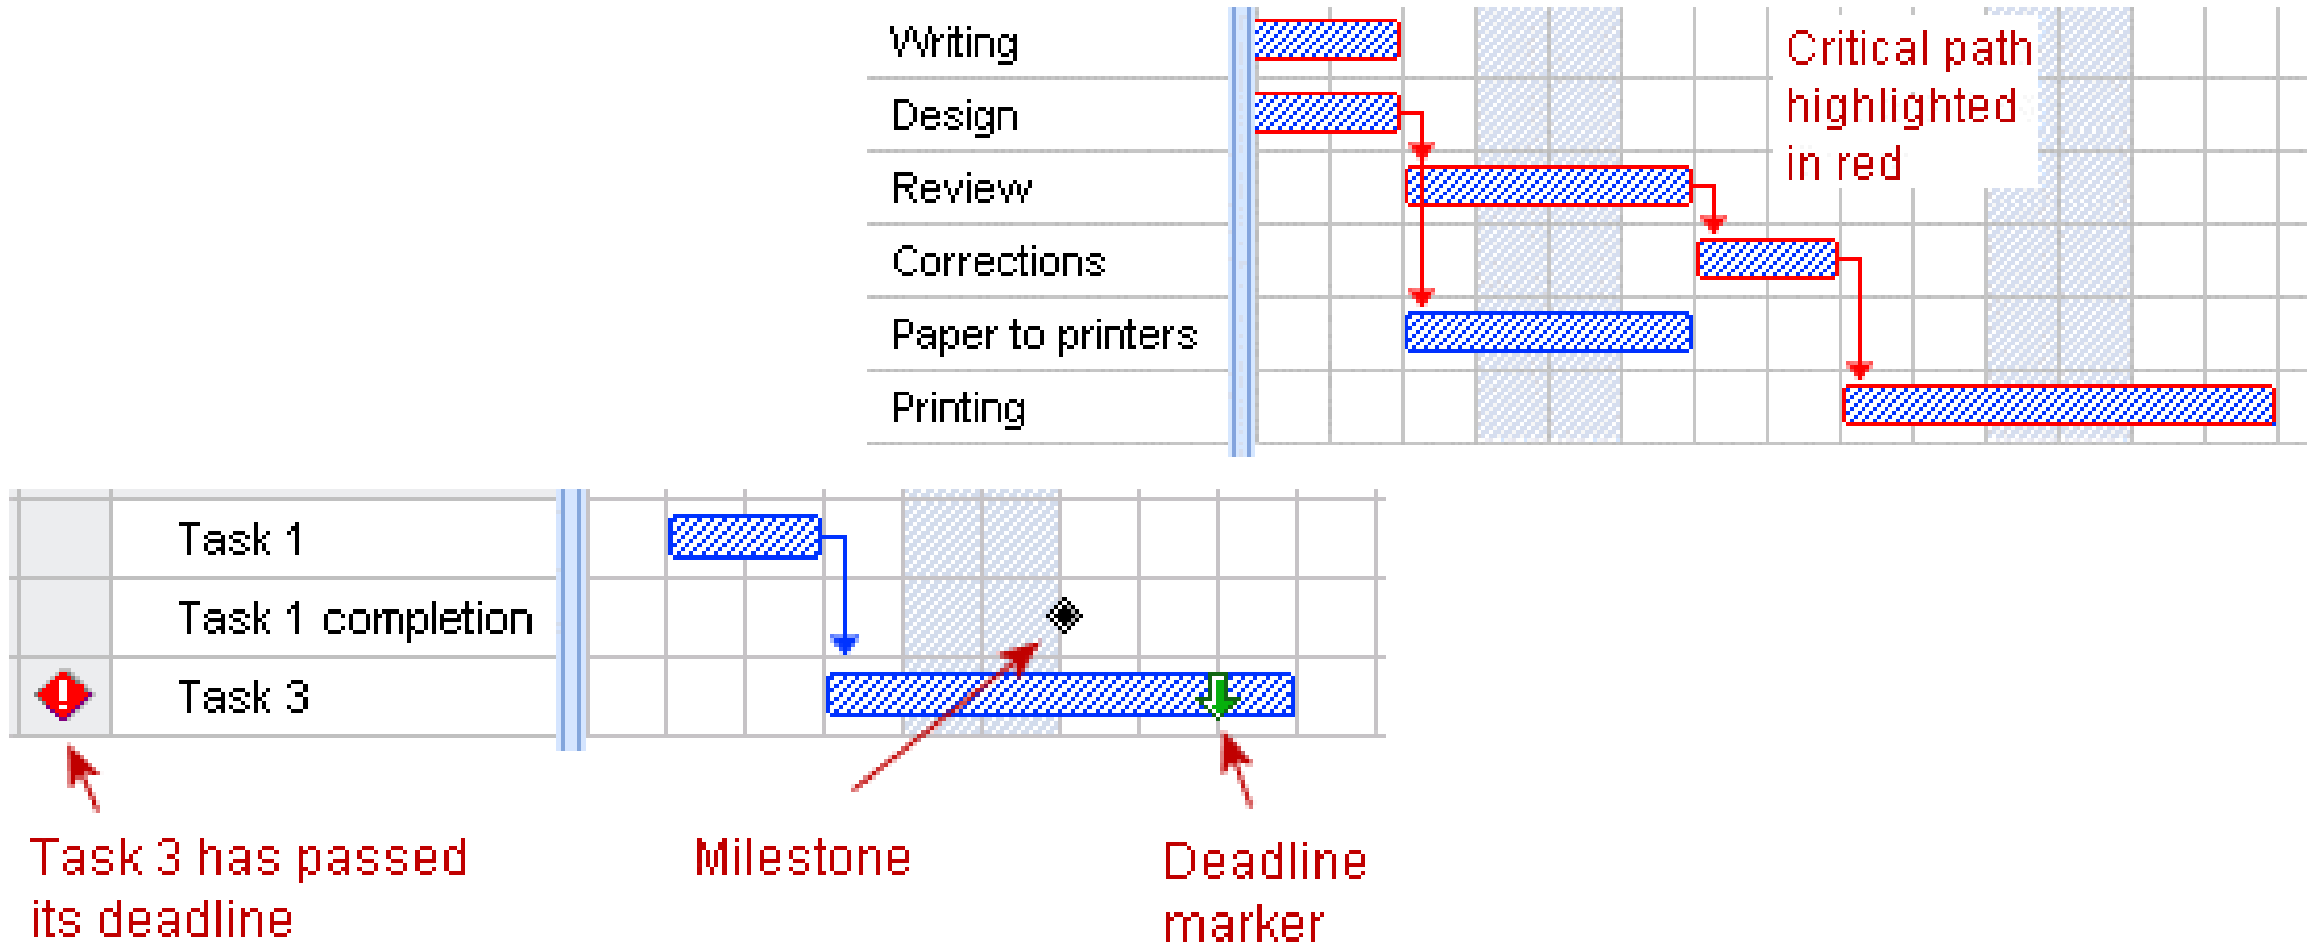 Writing
Design
Review
Corrections
Paper to printers
Printing
Critical path
highlighted
in red
Task 1
Task 1 completion
Task 3
Task 3 has passed
its deadline
Milestone
Deadline
marker